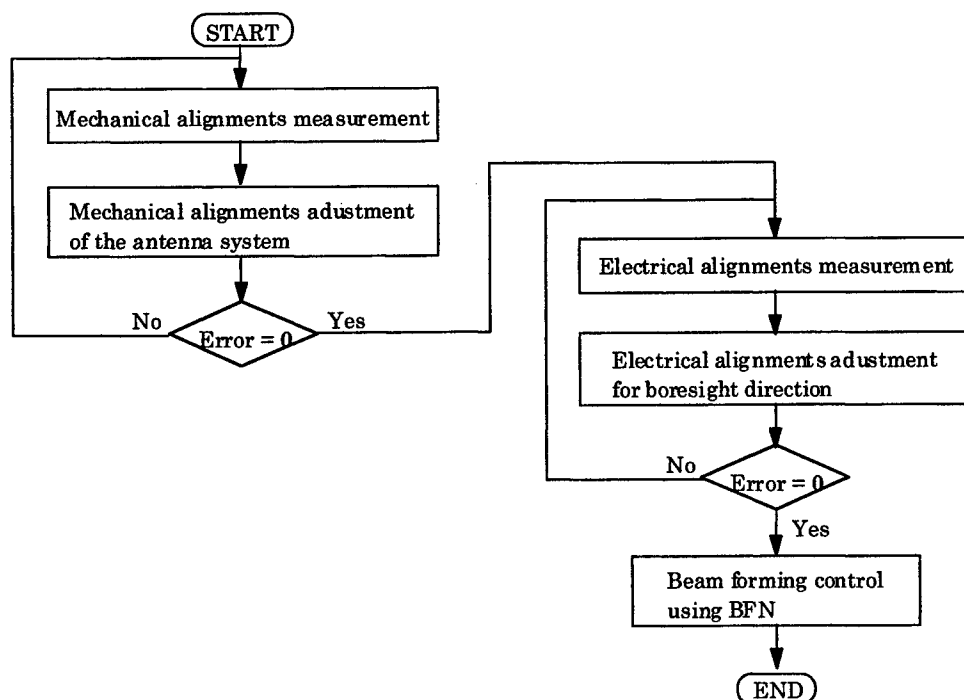 START
Mechanical alignments measurement
Mechanical alignments adustment
of the antenna system
No
Error = 0
Yes
Electrical alignments measurement
Electrical alignments adustment
for boresight direction
No
Error = 0
Yes
Beam forming control
using BFN
END